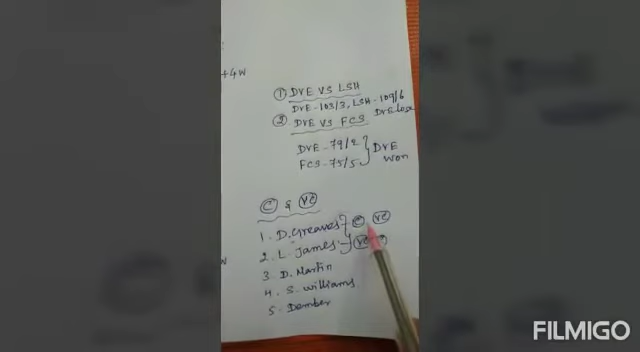 +4W
① DVE VS LSH
DVE - 103/3, LSH - 109/6
DVE lose
② DVE VS FCS
DVE - 79/2
FCS - 75/5
DVE won
Ⓒ & VC
1. D. Greaves C VC
2. L. James VC
3 D. Martin
4. S. Williams
5. Dember
W
FILMIGO